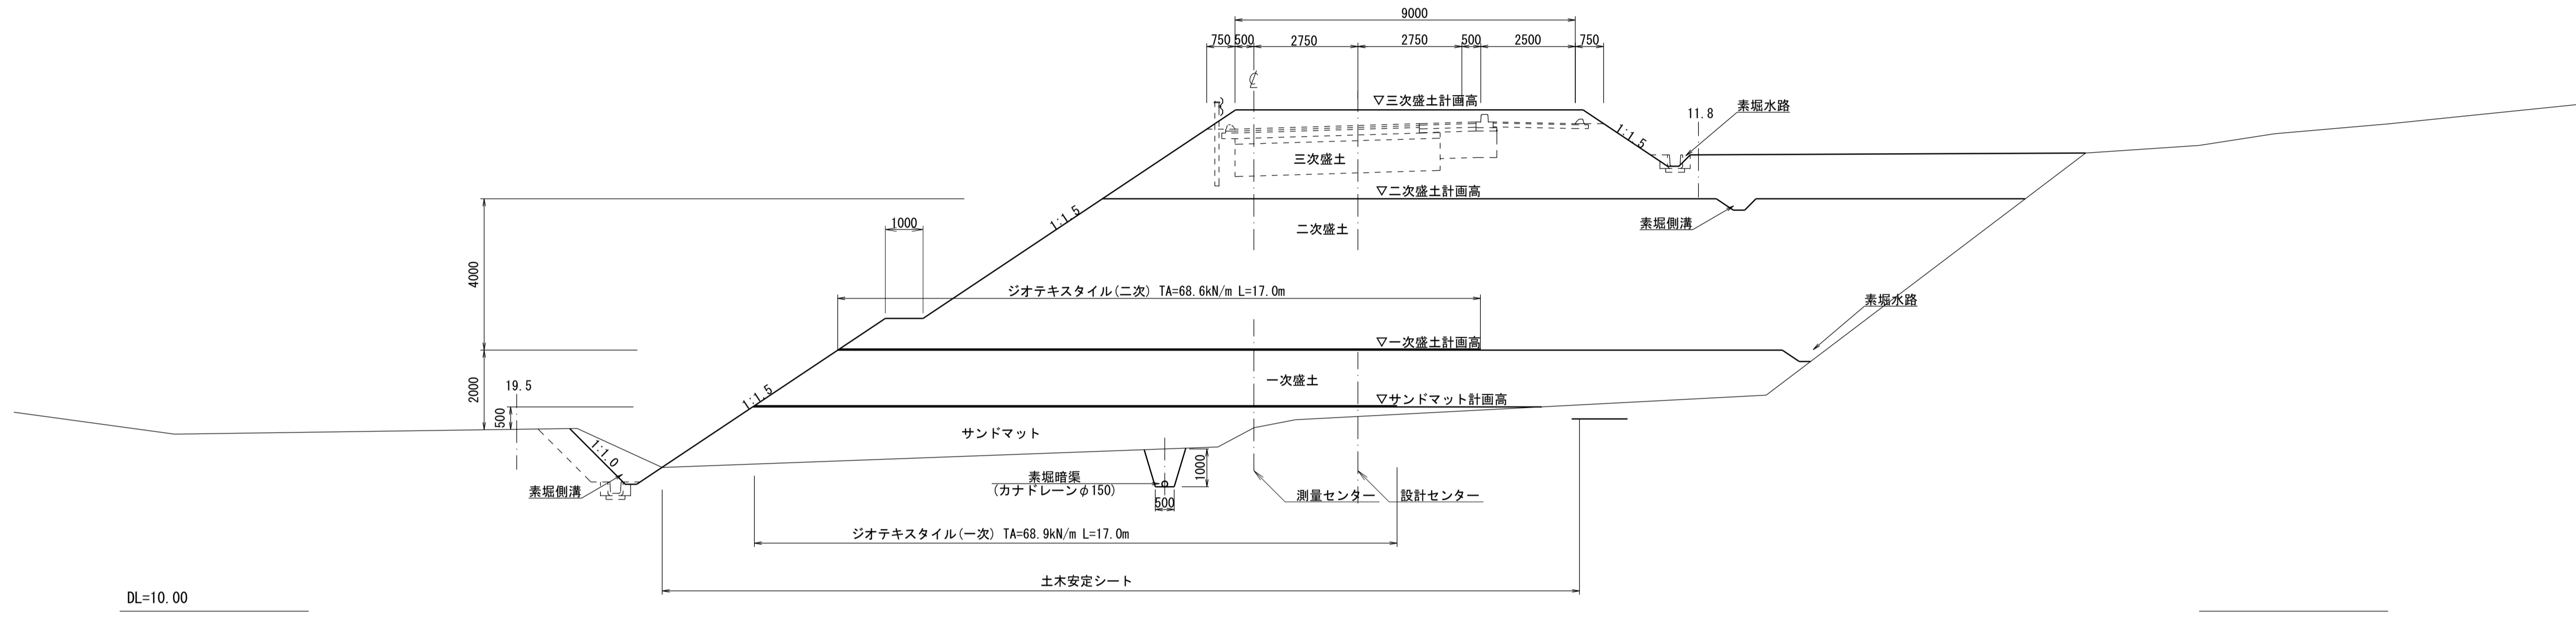 9000
750
500
2750
2750
500
2500
750
▽三次盛土計画高
11.8
素堀水路
1:1.5
三次盛土
▽二次盛土計画高
1:1.5
素堀側溝
1000
二次盛土
4000
ジオテキスタイル(二次) TA=68.6kN/m L=17.0m
素堀水路
▽一次盛土計画高
一次盛土
19.5
2000
1:1.5
▽サンドマット計画高
500
サンドマット
1:1.0
1000
素堀暗渠
(カナドレーンφ150)
素堀側溝
500
測量センター
設計センター
ジオテキスタイル(一次) TA=68.9kN/m L=17.0m
土木安定シート
DL=10.00